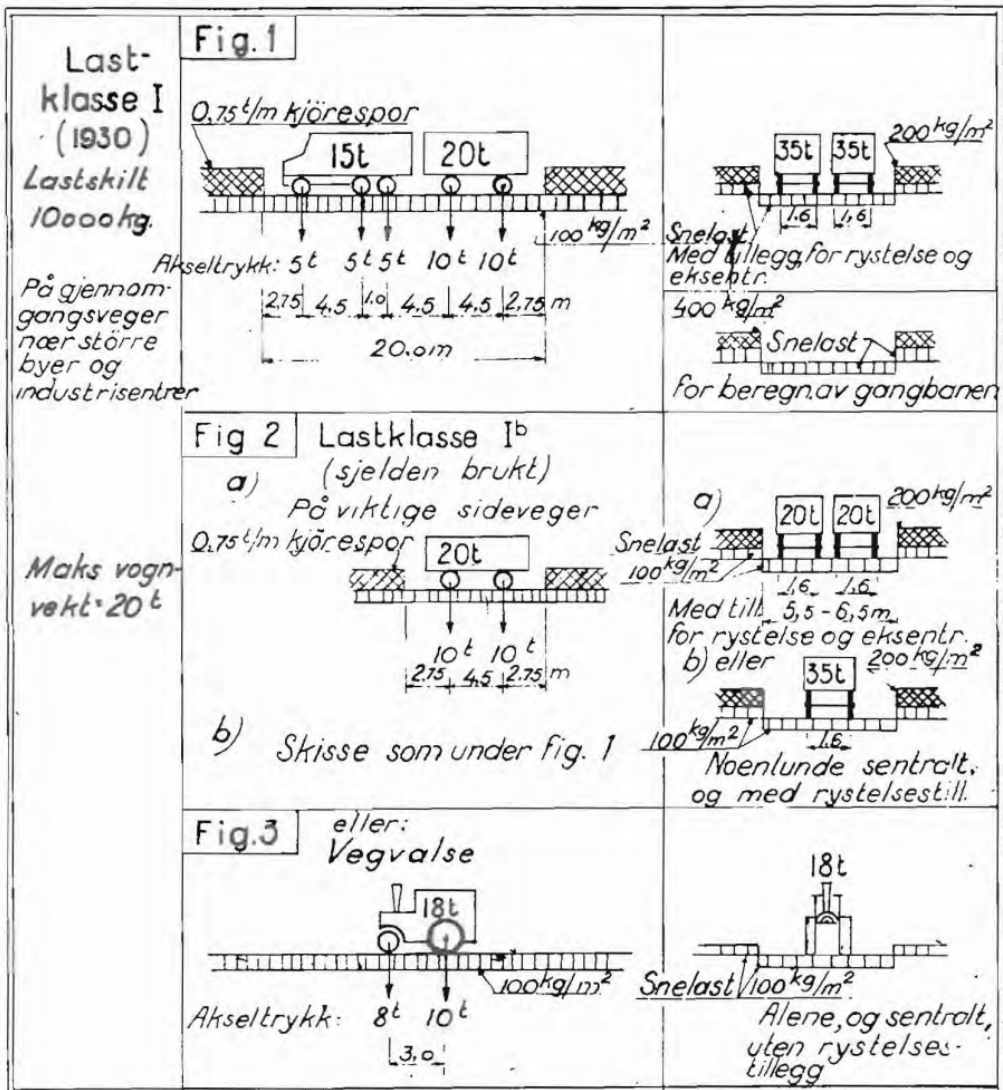 Last-
klasse I
(1930)
Lastskilt
10000 kg.
På gjennom-
gangsveger
nær större
byer og
industrisentrer
Fig. 1
0,75 t/m kjörespor
15t
20t
100 kg/m²
Akseltrykk: 5t 5t 5t 10t 10t
2.75 4,5 1.0 4,5 4,5 2,75 m
20.0m
200 kg/m²
35t 35t
1.6 1,6
Snelast
Med tillegg for rystelse og
eksentr.
400 kg/m²
Snelast
for beregn.av gangbanen
Maks vogn-
vekt: 20t
Fig 2
Lastklasse Ib
(sjelden brukt)
a)
På viktige sideveger
0.75 t/m kjörespor
20t
10t 10t
2.75 4,5 2.75 m
b) Skisse som under fig. 1
a)
200 kg/m²
20t 20t
Snelast
100 kg/m²
1,6 1,6
Med till. 5,5 - 6,5m
for rystelse og eksentr.
b) eller
200 kg/m²
35t
100 kg/m²
1.6
Noenlunde sentralt,
og med rystelsestill.
Fig. 3
eller:
Vegvalse
18t
100 kg/m²
Akseltrykk: 8t 10t
3,0
18t
Snelast 100 kg/m²
Alene, og sentralt,
uten rystelses-
tillegg